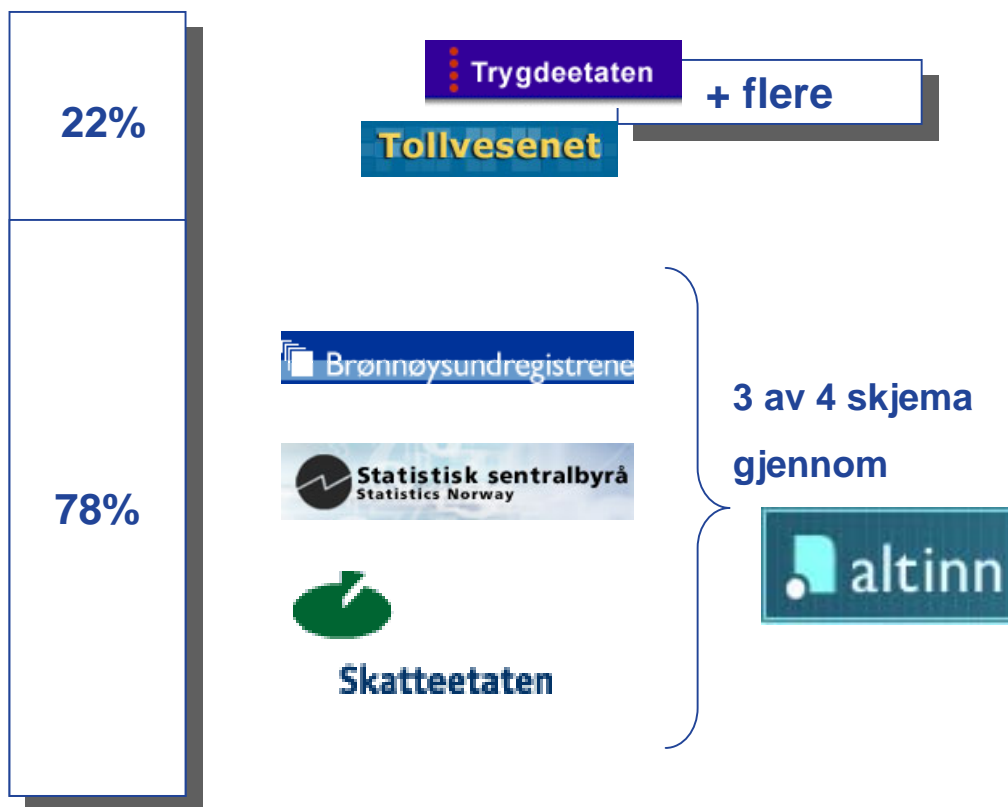 22%
Trygdeetaten
+ flere
Tollvesenet
Brønnøysundregistrene
78%
Statistisk sentralbyrå
Statistics Norway
3 av 4 skjema
gjennom
altinn
Skatteetaten